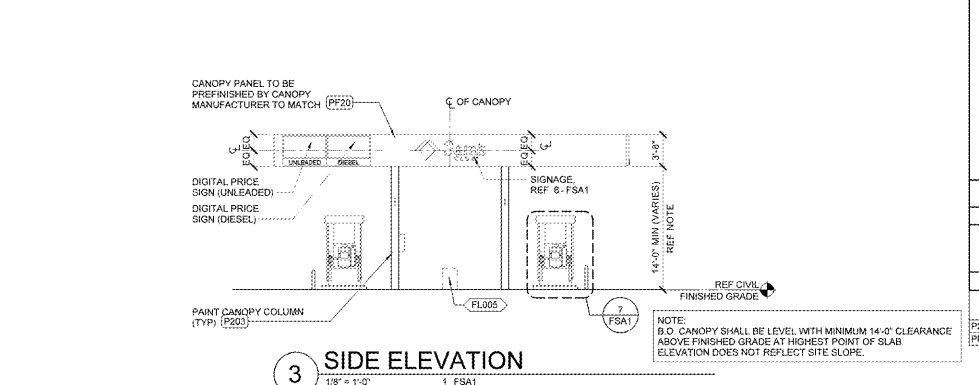 CANOPY PANEL TO BE
PREFINISHED BY CANOPY
MANUFACTURER TO MATCH PF20
℄ OF CANOPY
EQ EQ
℄
UNLEADED
DIESEL
EQ EQ
℄
3'-8"
DIGITAL PRICE
SIGN (UNLEADED)
DIGITAL PRICE
SIGN (DIESEL)
SIGNAGE,
REF 8 - FSA1
14'-0" MIN (VARIES)
REF NOTE
REF CIVIL
FINISHED GRADE
PAINT CANOPY COLUMN
(TYP) P203
FL005
7
FSA1
NOTE:
B.O. CANOPY SHALL BE LEVEL WITH MINIMUM 14'-0" CLEARANCE
ABOVE FINISHED GRADE AT HIGHEST POINT OF SLAB.
ELEVATION DOES NOT REFLECT SITE SLOPE.
3 SIDE ELEVATION
1/8" = 1'-0"
1 FSA1